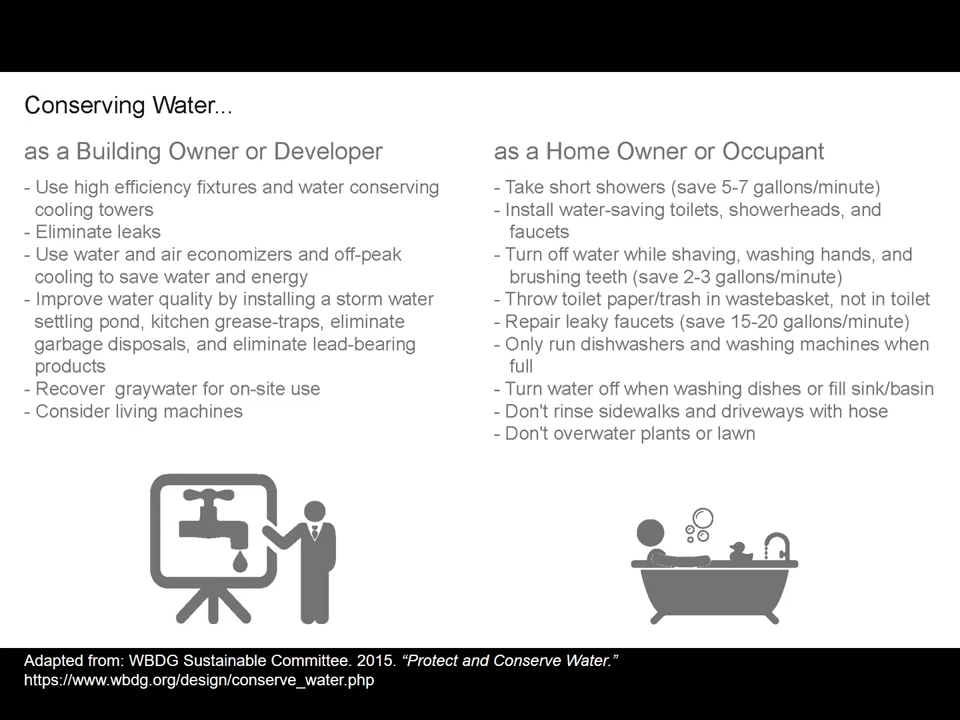 Conserving Water...
as a Building Owner or Developer
- Use high efficiency fixtures and water conserving
cooling towers
- Eliminate leaks
- Use water and air economizers and off-peak
cooling to save water and energy
- Improve water quality by installing a storm water
settling pond, kitchen grease-traps, eliminate
garbage disposals, and eliminate lead-bearing
products
- Recover graywater for on-site use
- Consider living machines
as a Home Owner or Occupant
- Take short showers (save 5-7 gallons/minute)
- Install water-saving toilets, showerheads, and
faucets
- Turn off water while shaving, washing hands, and
brushing teeth (save 2-3 gallons/minute)
- Throw toilet paper/trash in wastebasket, not in toilet
- Repair leaky faucets (save 15-20 gallons/minute)
- Only run dishwashers and washing machines when
full
- Turn water off when washing dishes or fill sink/basin
- Don't rinse sidewalks and driveways with hose
- Don't overwater plants or lawn
Adapted from: WBDG Sustainable Committee. 2015. “Protect and Conserve Water.”
https://www.wbdg.org/design/conserve_water.php